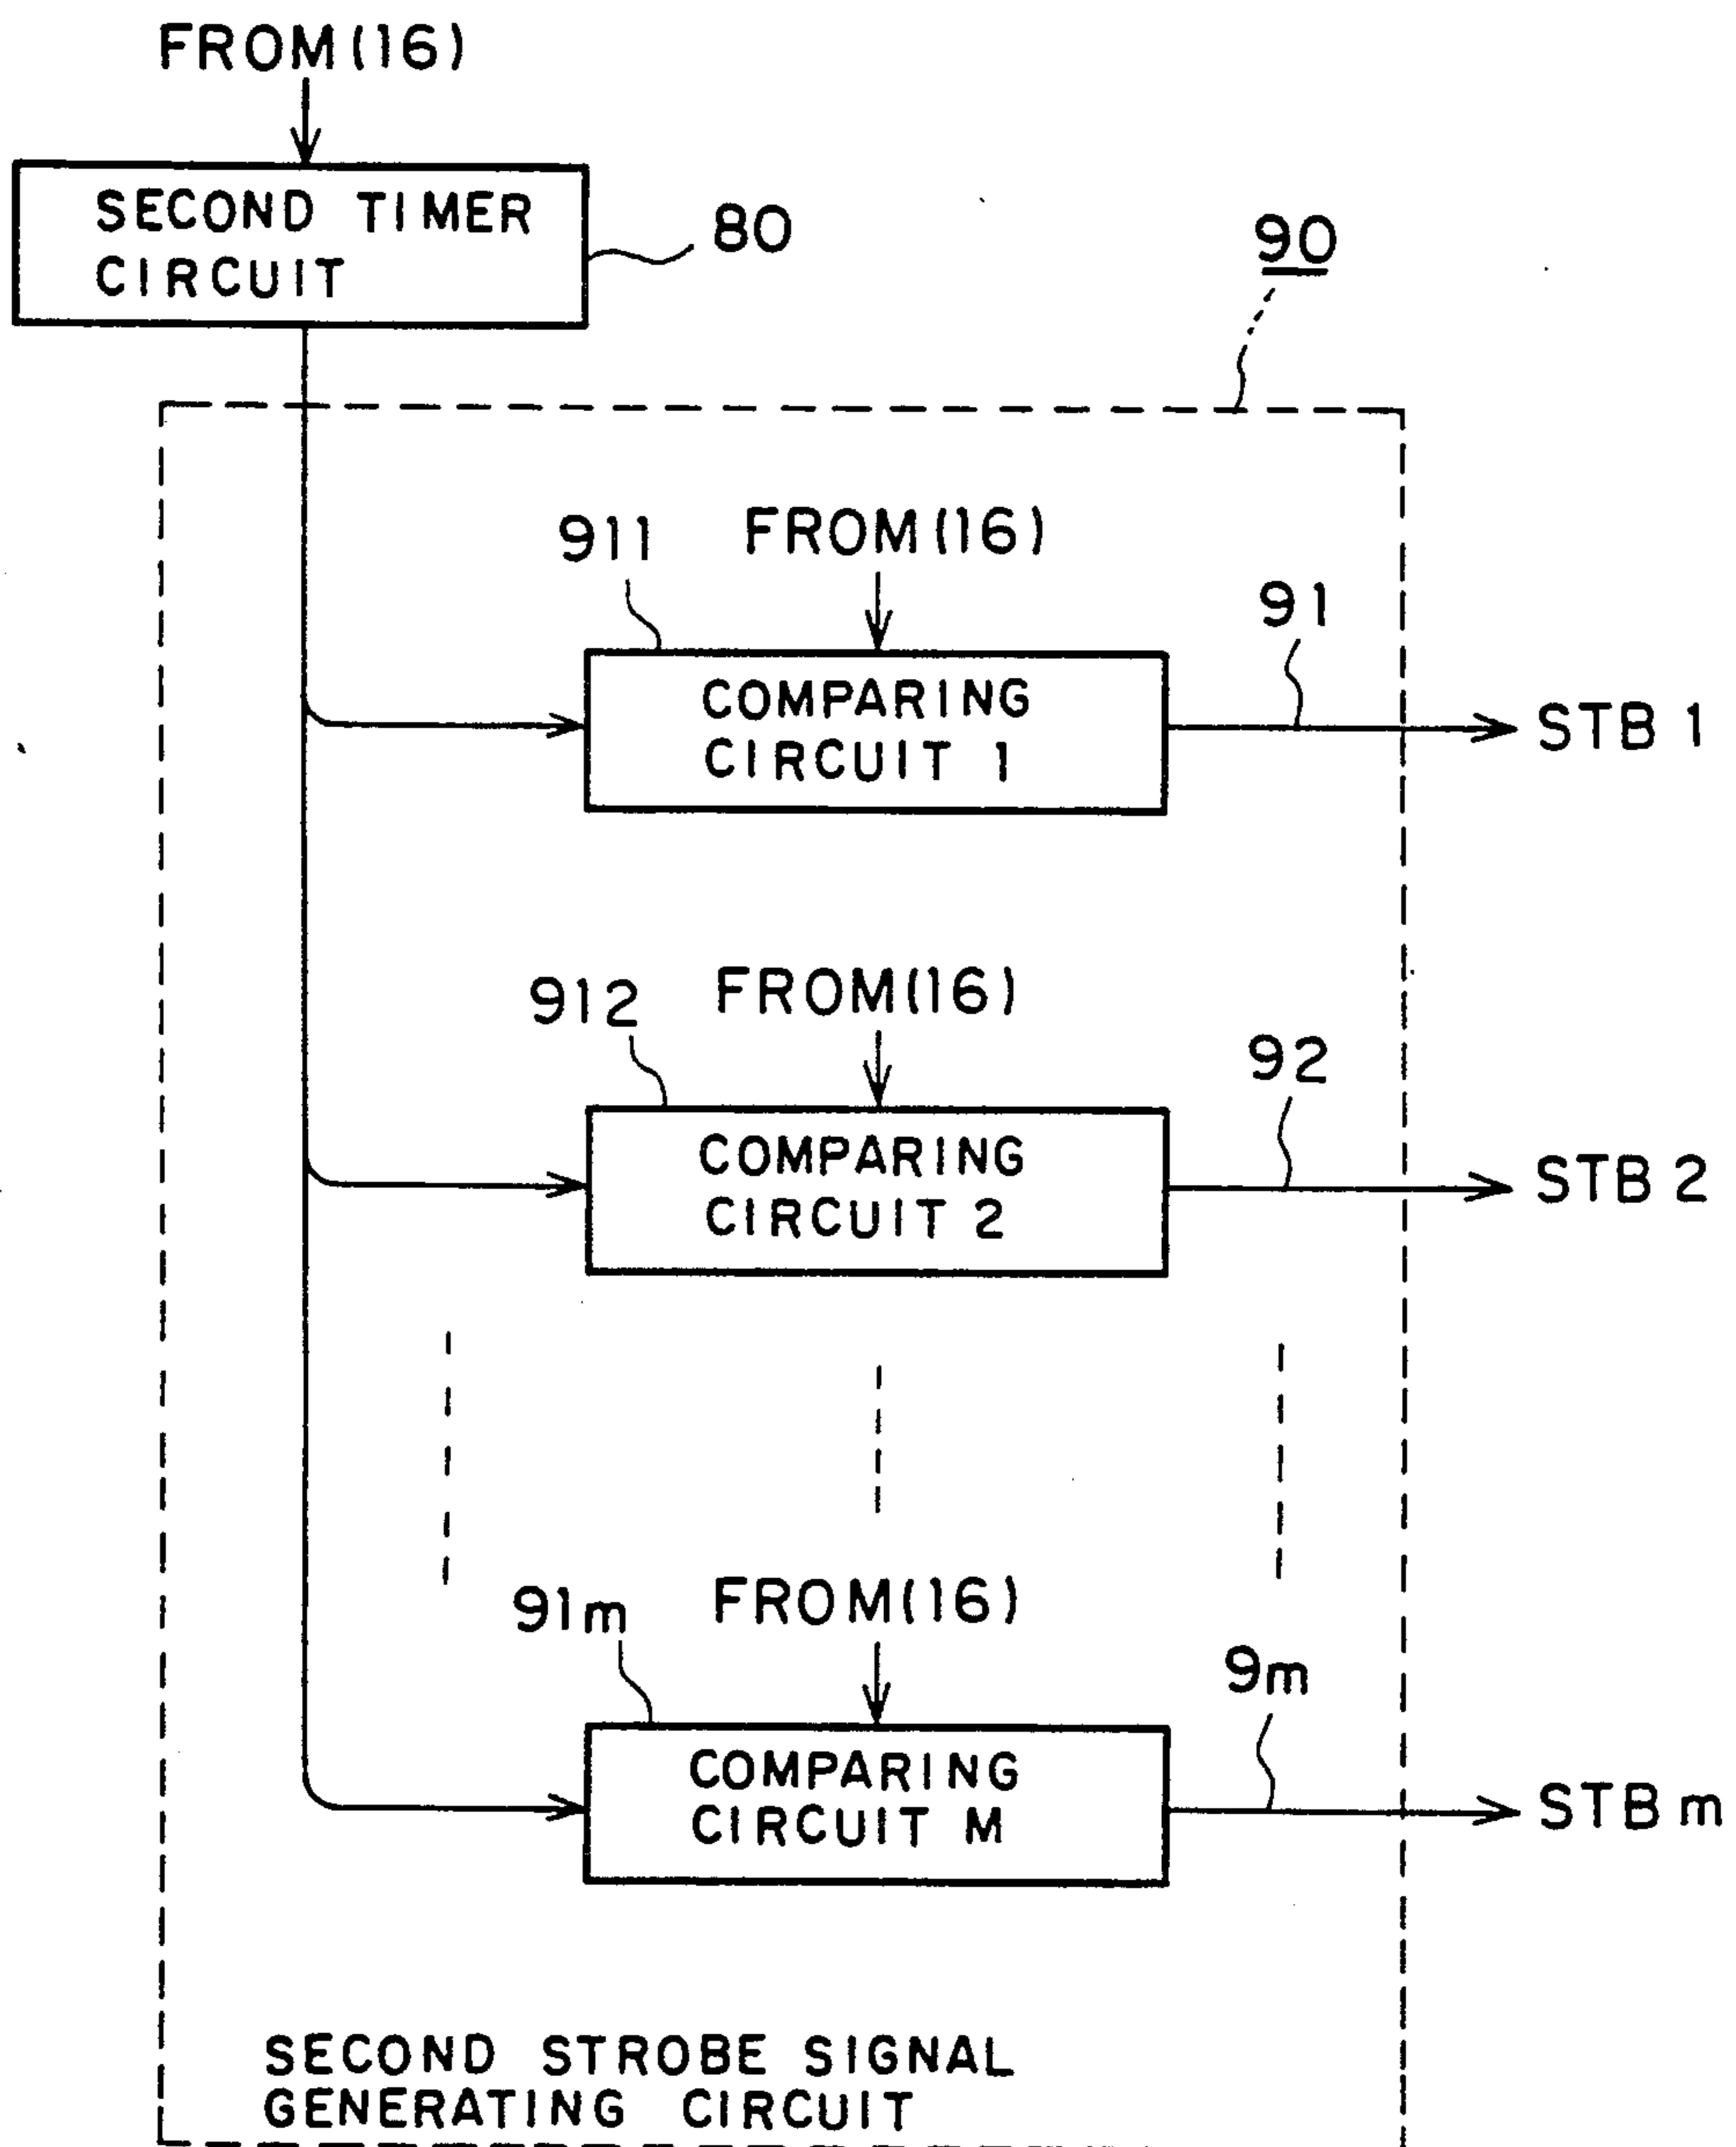 FROM(16)
SECOND TIMER
CIRCUIT
80
90
911
FROM(16)
91
COMPARING
CIRCUIT 1
STB 1
912
FROM(16)
92
COMPARING
CIRCUIT 2
STB 2
91m
FROM(16)
9m
COMPARING
CIRCUIT M
STB m
SECOND STROBE SIGNAL
GENERATING CIRCUIT